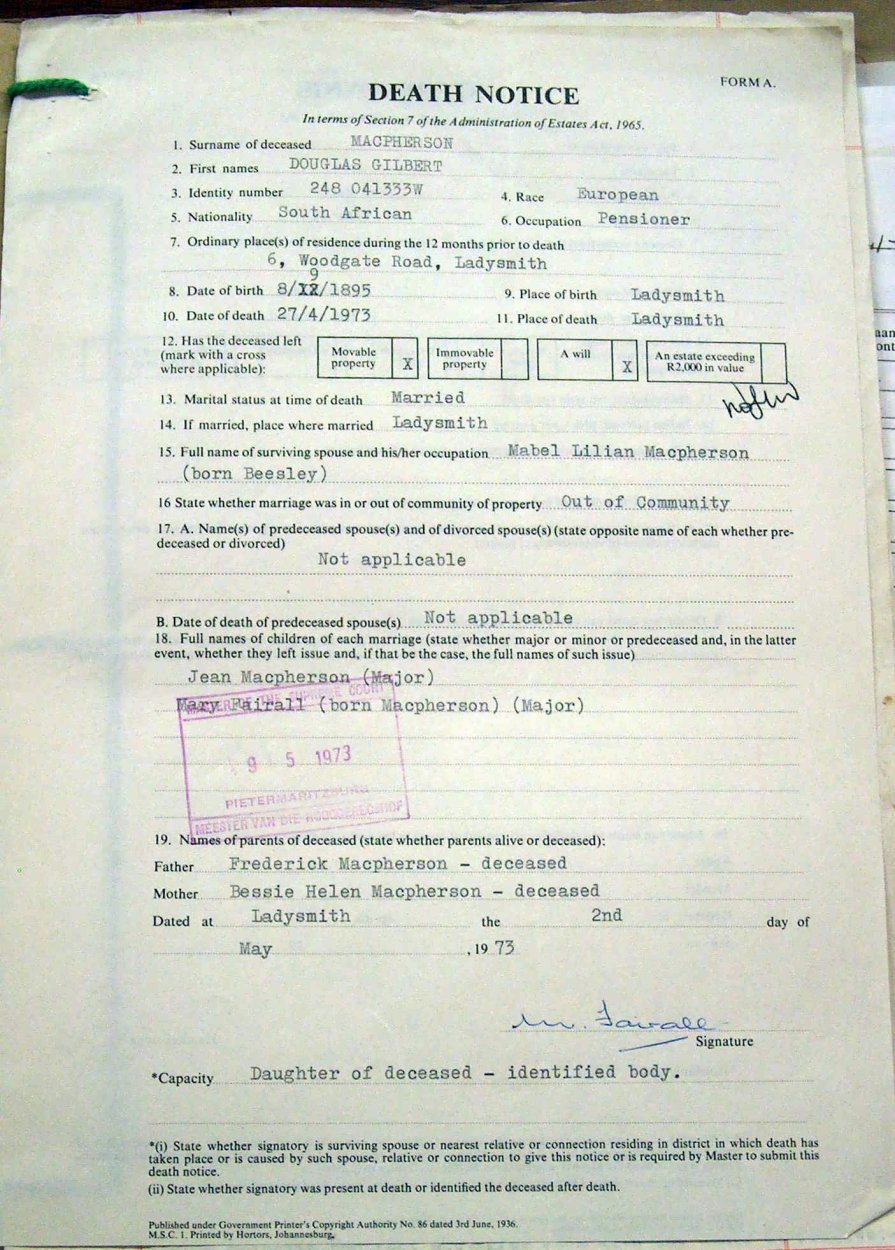 FORM A.
DEATH NOTICE
In terms of Section 7 of the Administration of Estates Act, 1965.
1. Surname of deceased MACPHERSON
2. First names DOUGLAS GILBERT
3. Identity number 248 041333W 4. Race European
5. Nationality South African 6. Occupation Pensioner
7. Ordinary place(s) of residence during the 12 months prior to death
6, Woodgate Road, Ladysmith
9
8. Date of birth 8/12/1895 9. Place of birth Ladysmith
10. Date of death 27/4/1973 11. Place of death Ladysmith
12. Has the deceased left (mark with a cross where applicable): Movable property X Immovable property A will X An estate exceeding R2,000 in value
13. Marital status at time of death Married
14. If married, place where married Ladysmith
15. Full name of surviving spouse and his/her occupation Mabel Lilian Macpherson
(born Beesley)
16 State whether marriage was in or out of community of property Out of Community
17. A. Name(s) of predeceased spouse(s) and of divorced spouse(s) (state opposite name of each whether pre-
deceased or divorced)
Not applicable
B. Date of death of predeceased spouse(s) Not applicable
18. Full names of children of each marriage (state whether major or minor or predeceased and, in the latter
event, whether they left issue and, if that be the case, the full names of such issue)
Jean Macpherson (Major)
Mary Fairall (born Macpherson) (Major)
MASTER OF THE SUPREME COURT
9 5 1973
PIETERMARITZBURG
MEESTER VAN DIE HOOGGEREGSHOF
19. Names of parents of deceased (state whether parents alive or deceased):
Father Frederick Macpherson - deceased
Mother Bessie Helen Macpherson - deceased
Dated at Ladysmith the 2nd day of
May , 19 73
M. Fairall
Signature
*Capacity Daughter of deceased - identified body.
*(i) State whether signatory is surviving spouse or nearest relative or connection residing in district in which death has
taken place or is caused by such spouse, relative or connection to give this notice or is required by Master to submit this
death notice.
(ii) State whether signatory was present at death or identified the deceased after death.
Published under Government Printer's Copyright Authority No. 86 dated 3rd June, 1936.
M.S.C. 1. Printed by Hortors, Johannesburg.